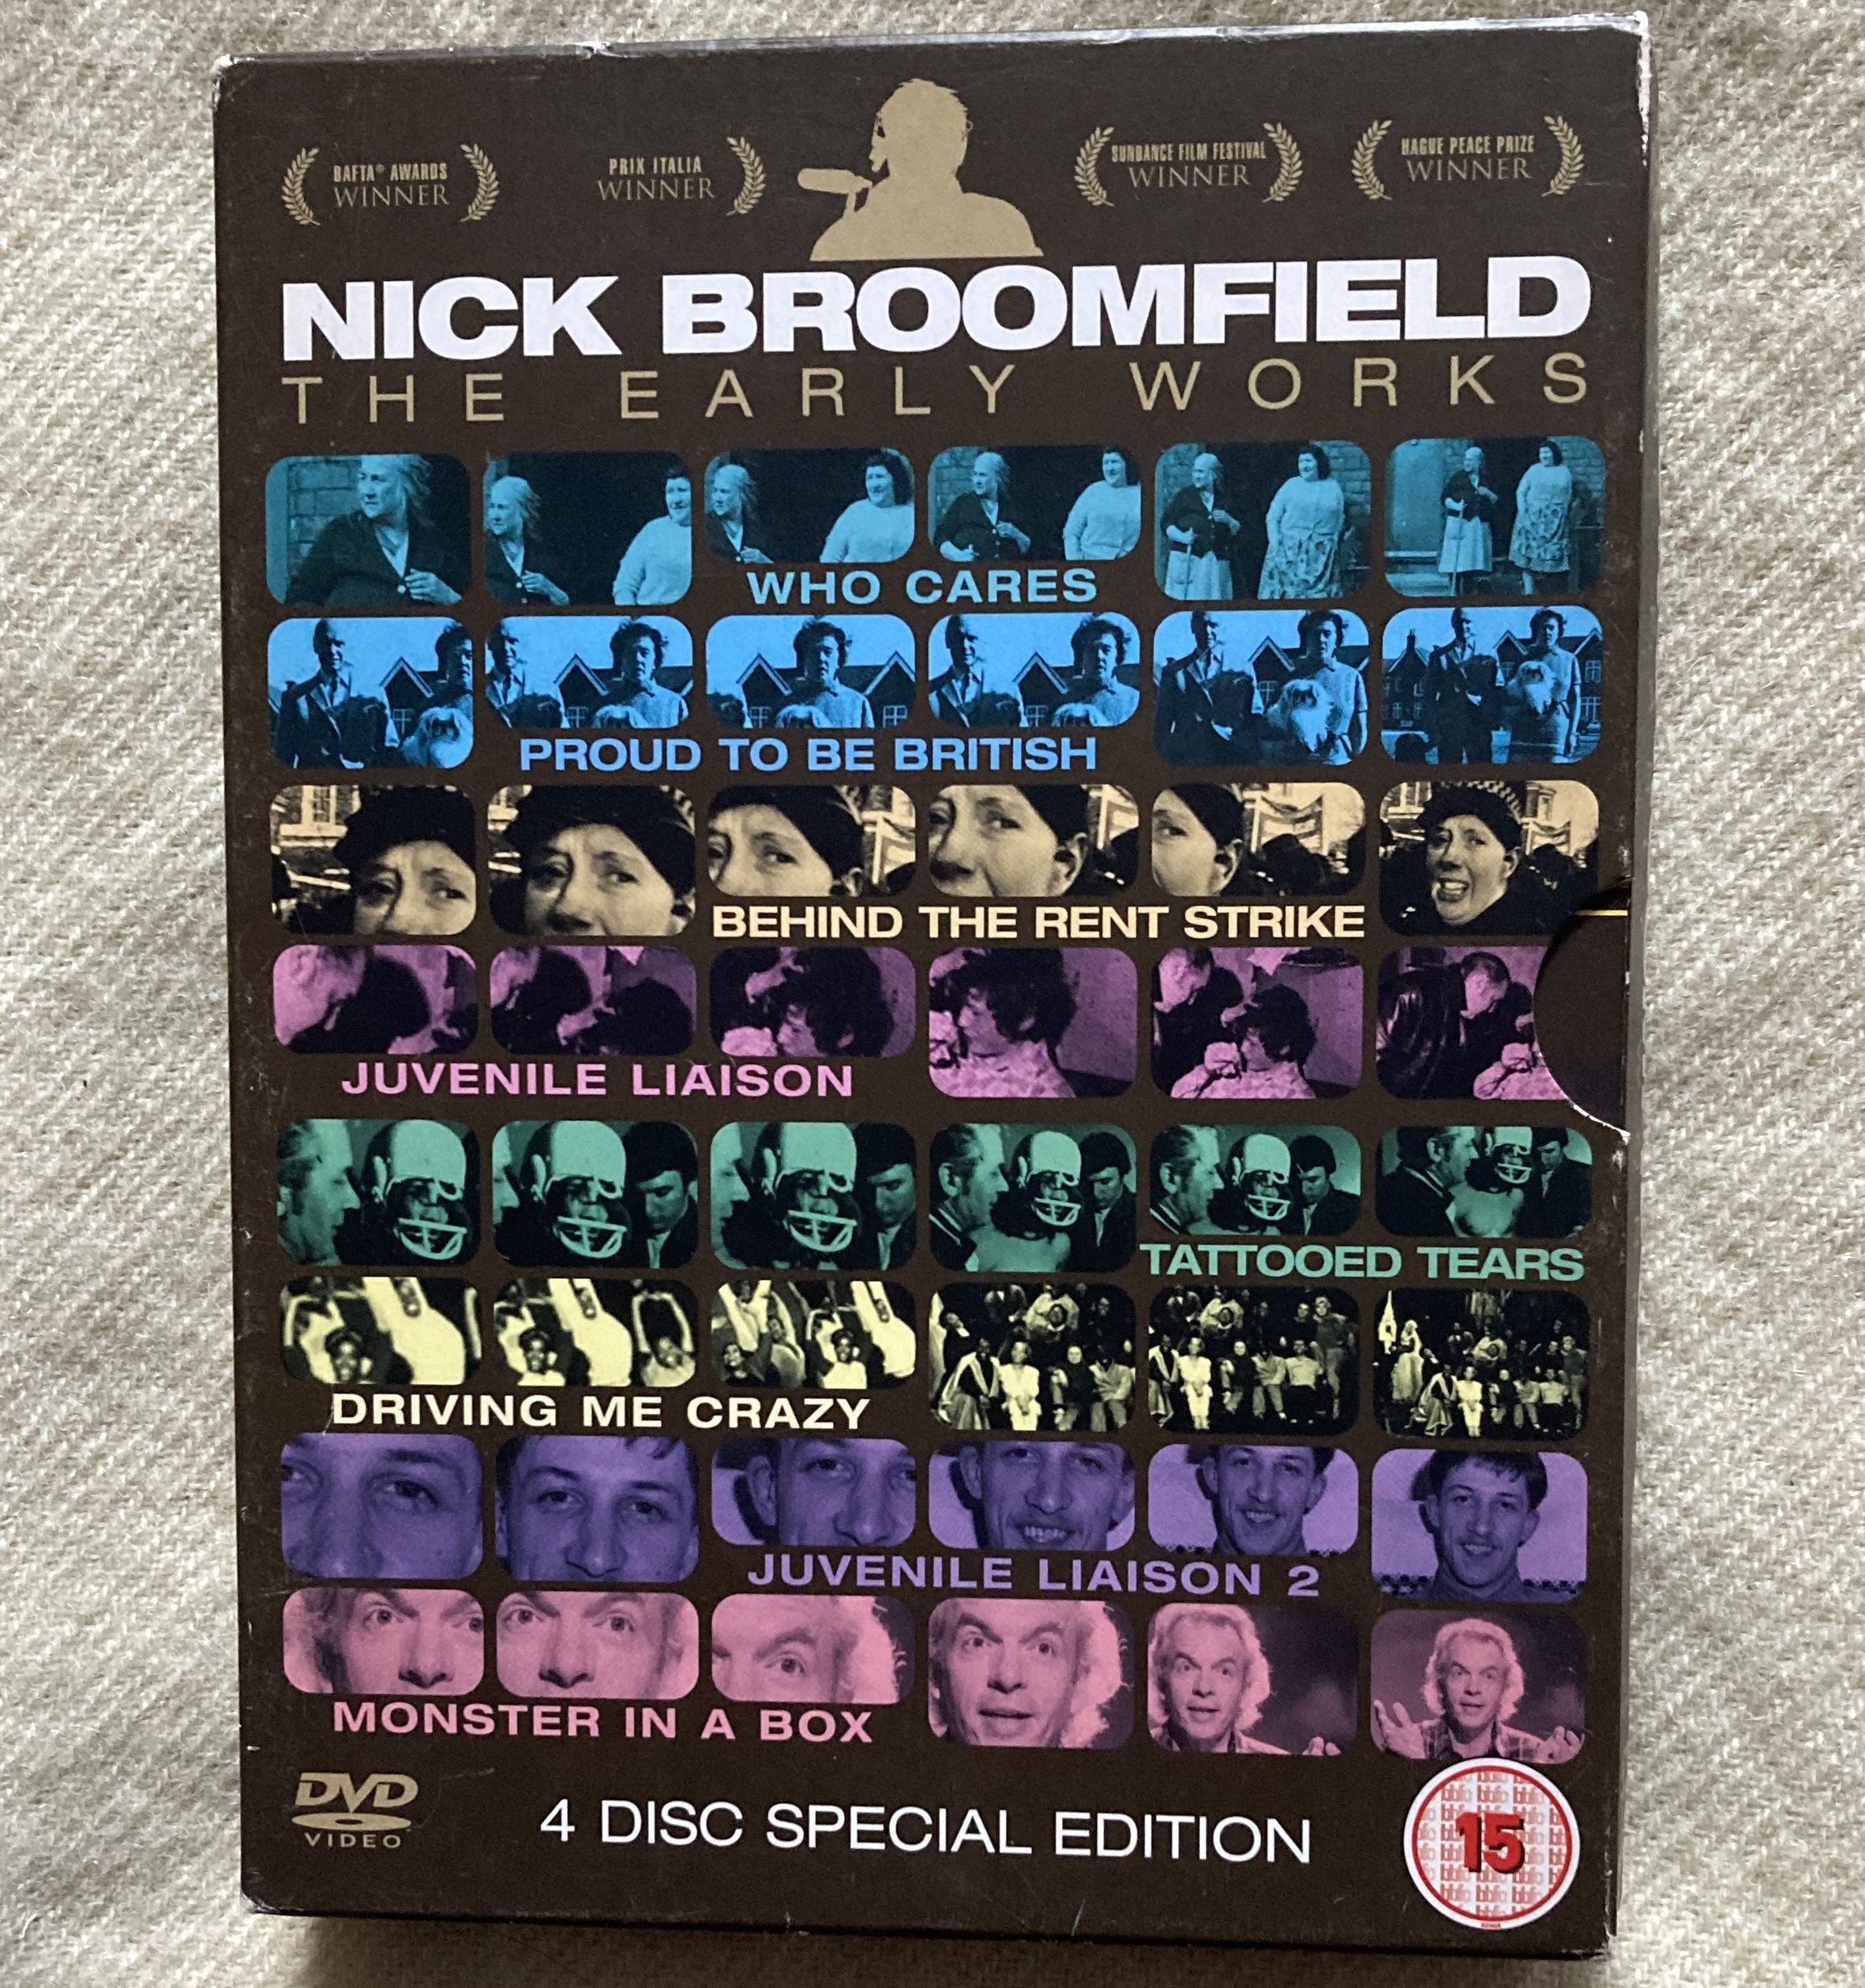 BAFTA® AWARDS
WINNER
PRIX ITALIA
WINNER
SUNDANCE FILM FESTIVAL
WINNER
HAGUE PEACE PRIZE
WINNER
NICK BROOMFIELD
THE EARLY WORKS
WHO CARES
PROUD TO BE BRITISH
BEHIND THE RENT STRIKE
JUVENILE LIAISON
TATTOOED TEARS
DRIVING ME CRAZY
JUVENILE LIAISON 2
MONSTER IN A BOX
DVD
VIDEO
4 DISC SPECIAL EDITION
15